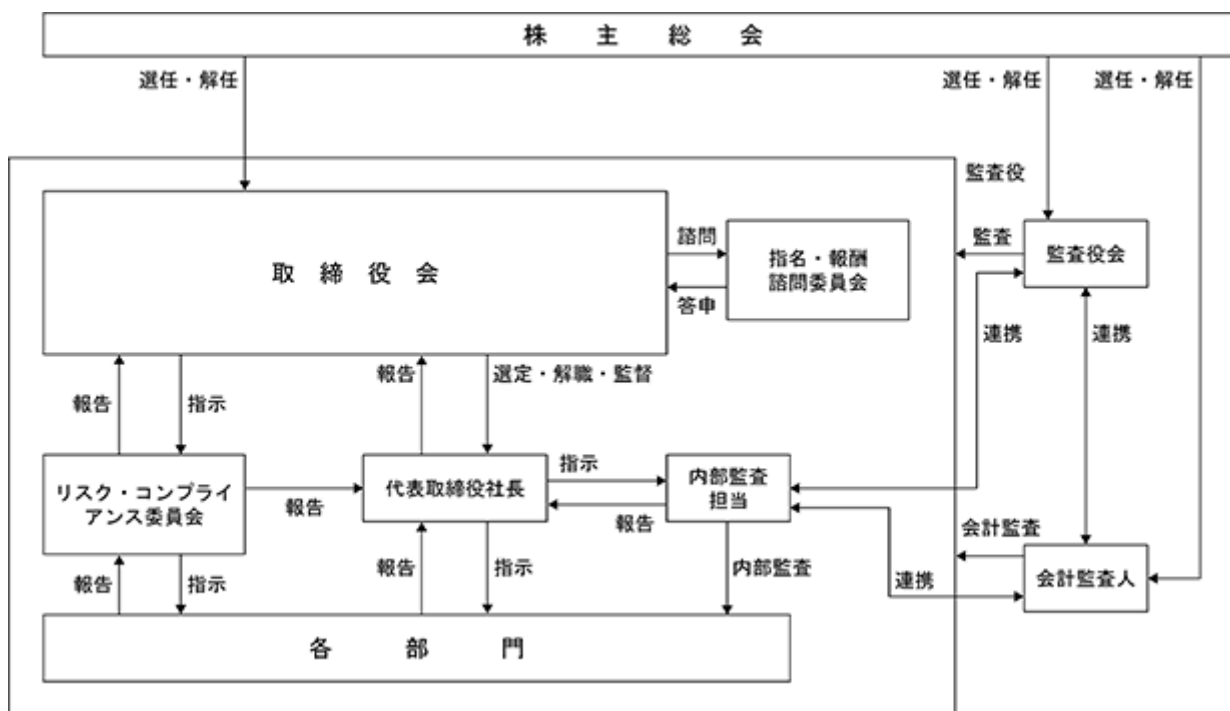 株主総会
選任・解任
選任・解任
選任・解任
監査役
取締役会
諮問
答申
指名・報酬
諮問委員会
監査
監査役会
連携
連携
報告
指示
報告
選定・解職・監督
リスク・コンプライ
アンス委員会
報告
代表取締役社長
指示
報告
内部監査
担当
会計監査
会計監査人
連携
報告
指示
報告
指示
内部監査
各部門